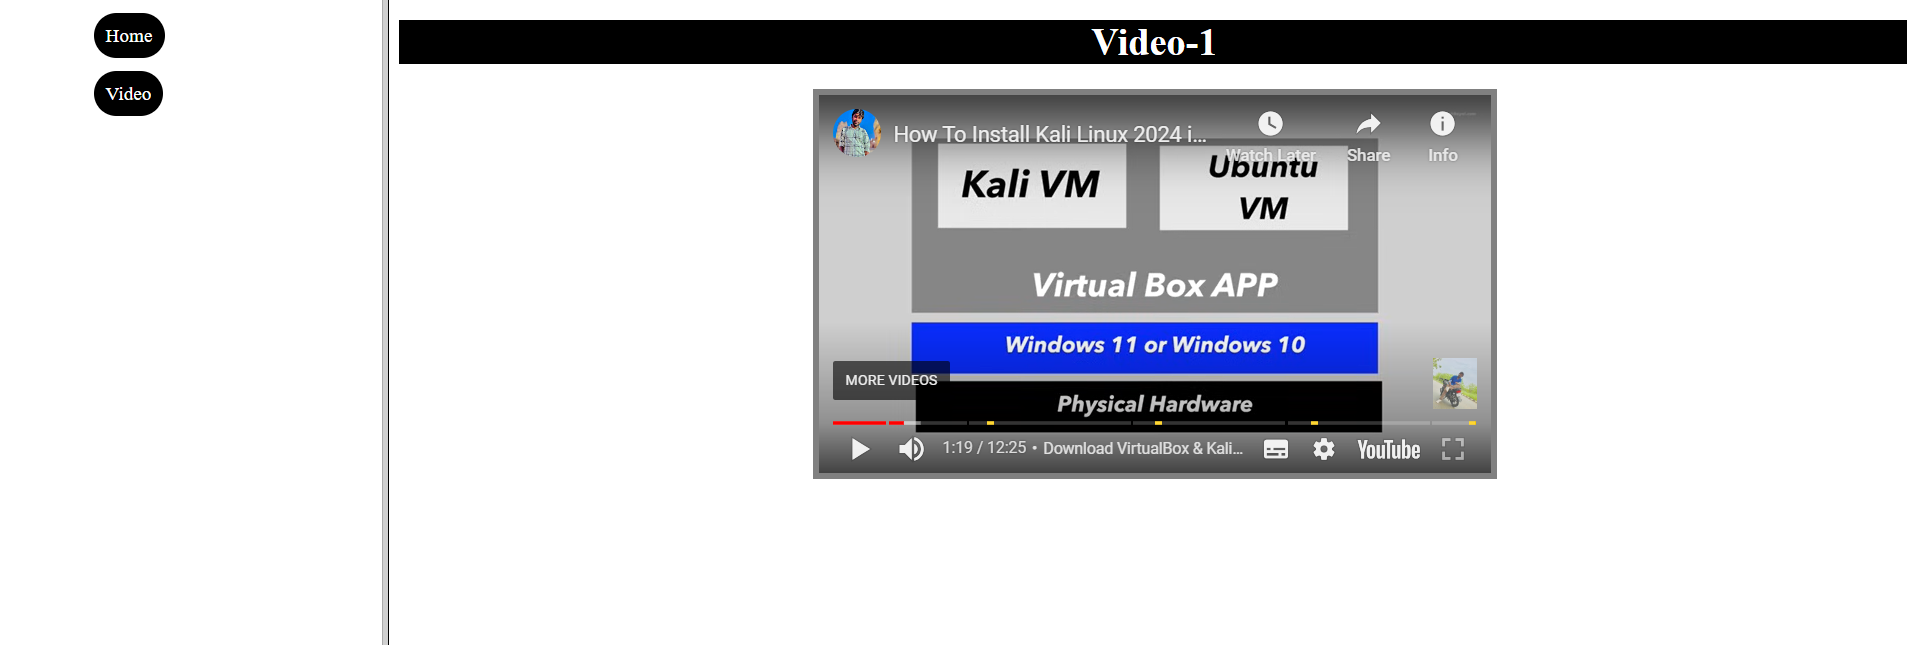 Home
Video
Video-1
How To Install Kali Linux 2024 i...
Watch Later
Share
Info
Kali VM
Ubuntu
VM
Virtual Box APP
Windows 11 or Windows 10
MORE VIDEOS
Physical Hardware
1:19 / 12:25 • Download VirtualBox & Kali...
YouTube